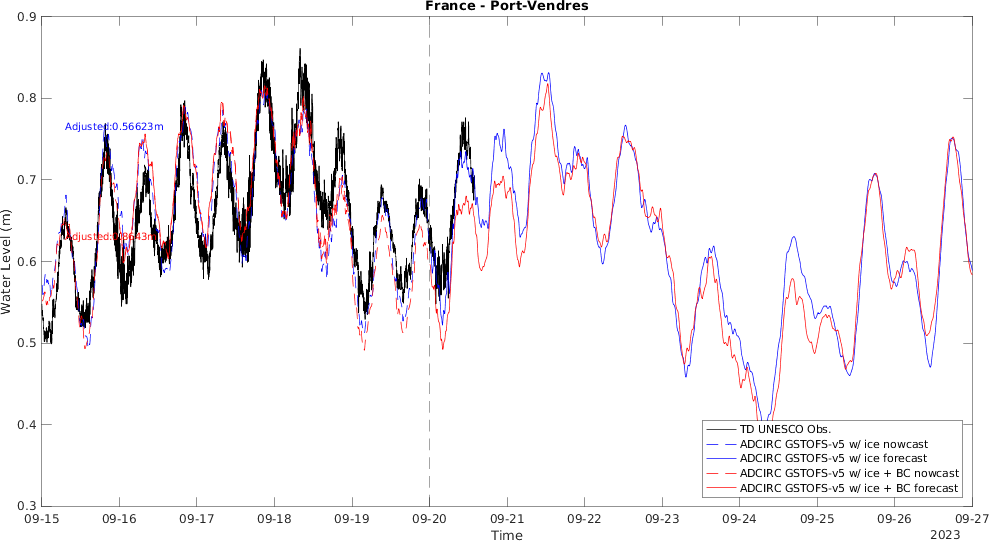 France - Port-Vendres
0.9
0.8
0.7
0.6
0.5
0.4
0.3
Water Level (m)
Adjusted:0.56623m
09-15
09-16
09-17
09-18
09-19
09-20
09-21
09-22
09-23
09-24
09-25
09-26
09-27
Time
2023
TD UNESCO Obs.
ADCIRC GSTOFS-v5 w/ ice nowcast
ADCIRC GSTOFS-v5 w/ ice forecast
ADCIRC GSTOFS-v5 w/ ice + BC nowcast
ADCIRC GSTOFS-v5 w/ ice + BC forecast